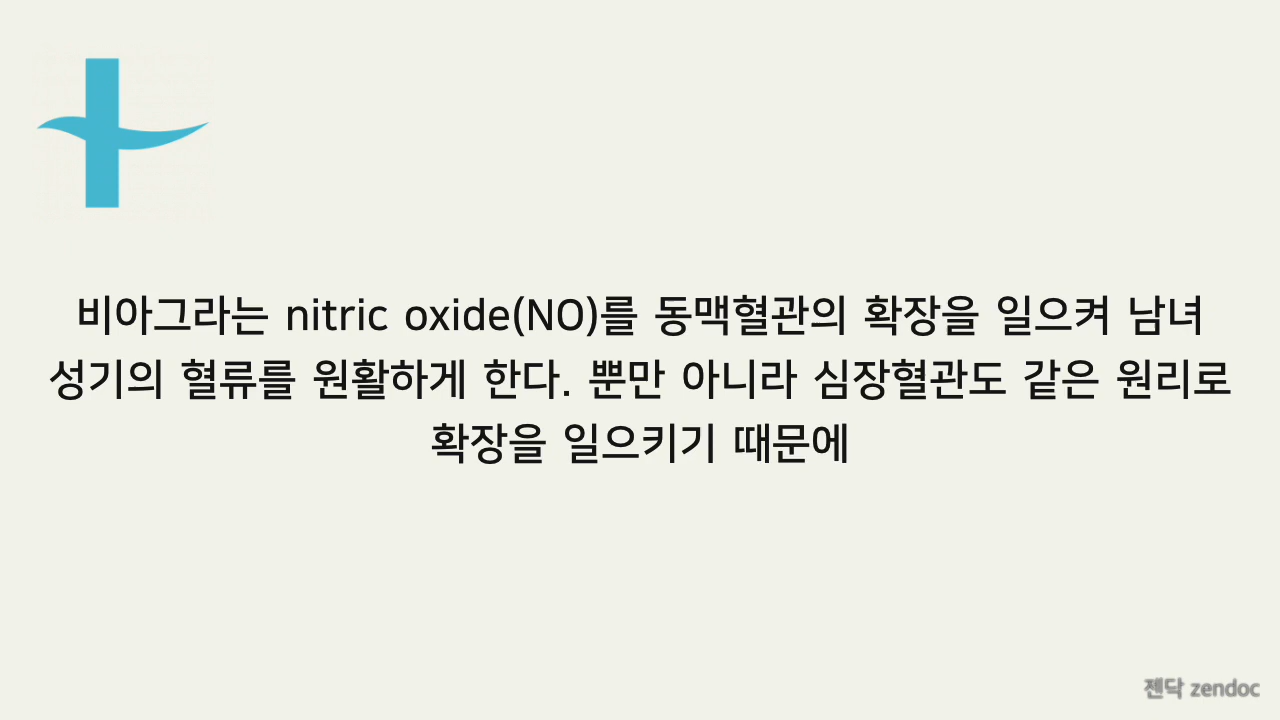 비아그라는 nitric oxide(NO)를 동맥혈관의 확장을 일으켜 남녀
성기의 혈류를 원활하게 한다. 뿐만 아니라 심장혈관도 같은 원리로
확장을 일으키기 때문에
젠닥 zendoc